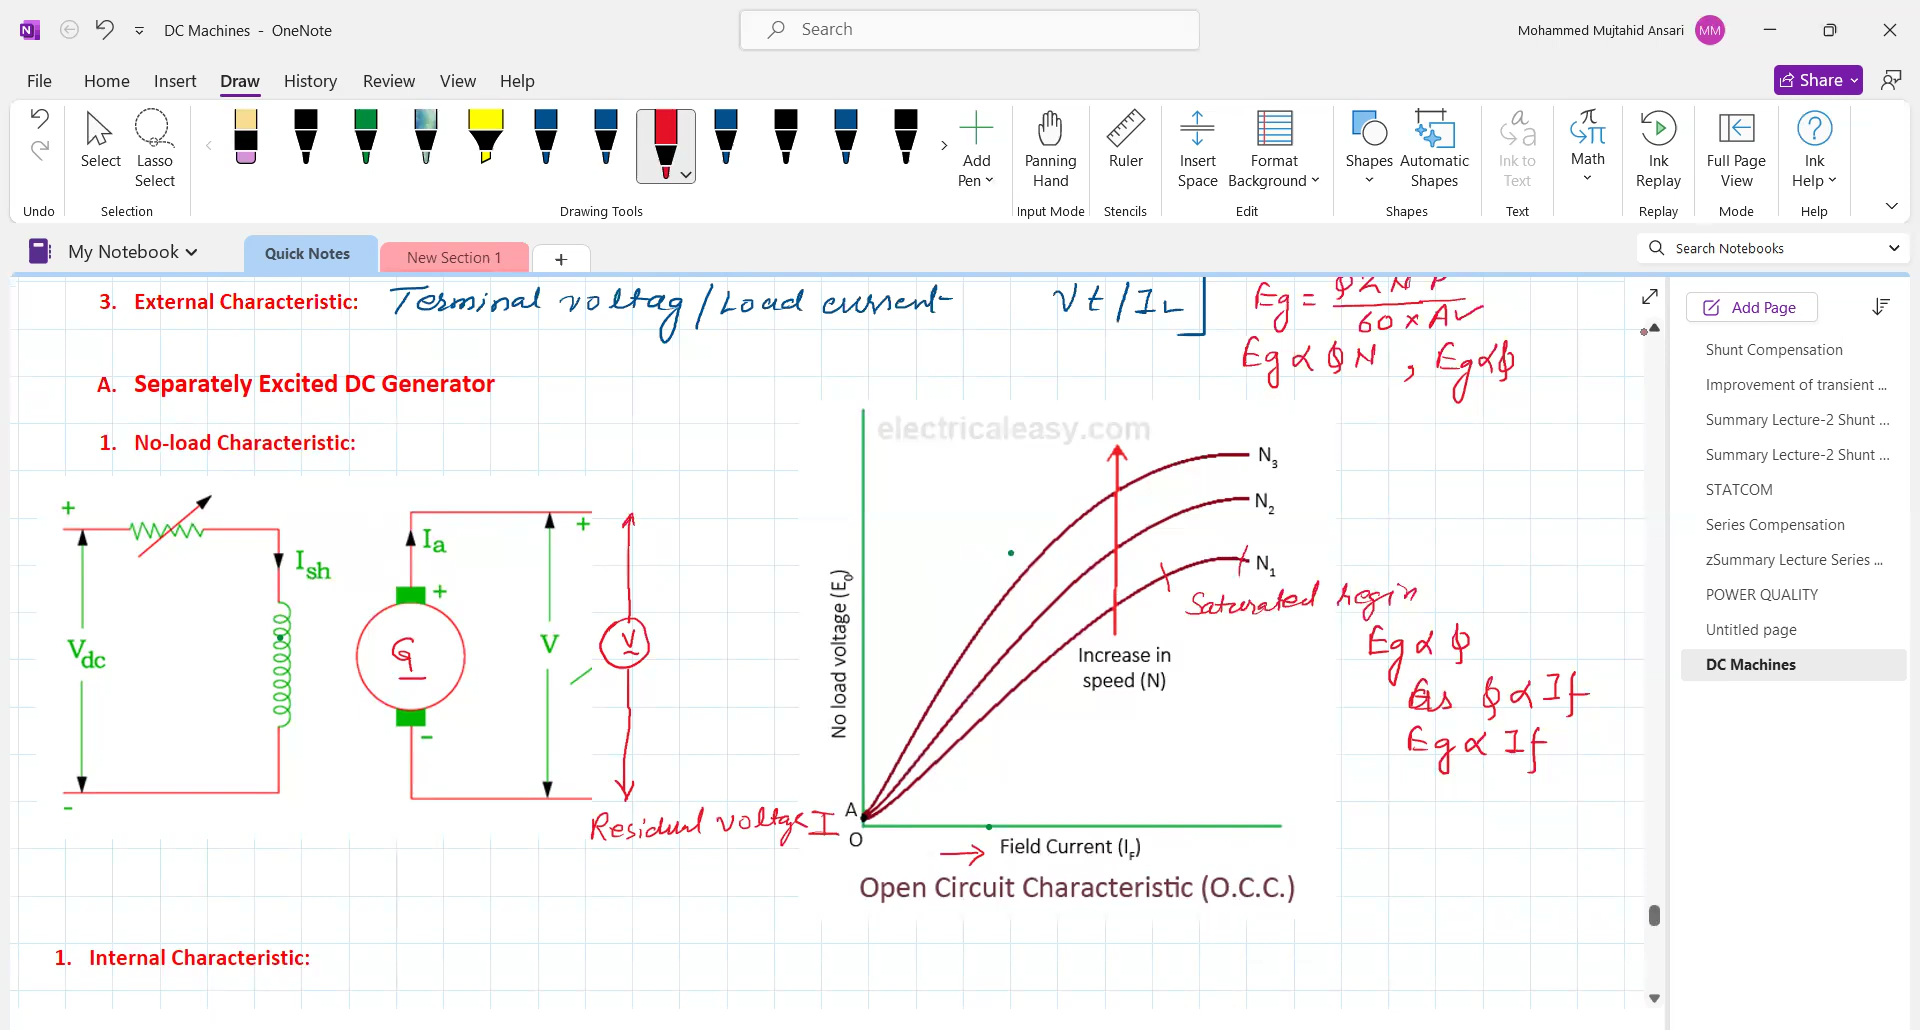 DC Machines - OneNote
Search
Mohammed Mujtahid Ansari
MM
File Home Insert Draw History Review View Help
Share
Undo
Select
Lasso Select
Selection
Drawing Tools
Add Pen
Panning Hand
Input Mode
Ruler
Stencils
Insert Space
Format Background
Edit
Shapes
Automatic Shapes
Shapes
Ink to Text
Text
Math
Ink Replay
Replay
Full Page View
Mode
Ink Help
Help
My Notebook
Quick Notes
New Section 1
+
Search Notebooks
3. External Characteristic: Terminal voltag / Load current Vt / IL
Eg = φZNP / 60 × A
Eg α φN , Eg α φ
A. Separately Excited DC Generator
1. No-load Characteristic:
+
Ish
Vdc
-
Ia
+
G
-
+
V
V
Residual voltage
electricaleasy.com
No load voltage (E0)
N3
N2
N1
Saturated regin
Increase in
speed (N)
Eg α φ
as φ α If
Eg α If
A
O
Field Current (IF)
Open Circuit Characteristic (O.C.C.)
1. Internal Characteristic:
Add Page
Shunt Compensation
Improvement of transient ...
Summary Lecture-2 Shunt ...
Summary Lecture-2 Shunt ...
STATCOM
Series Compensation
zSummary Lecture Series ...
POWER QUALITY
Untitled page
DC Machines